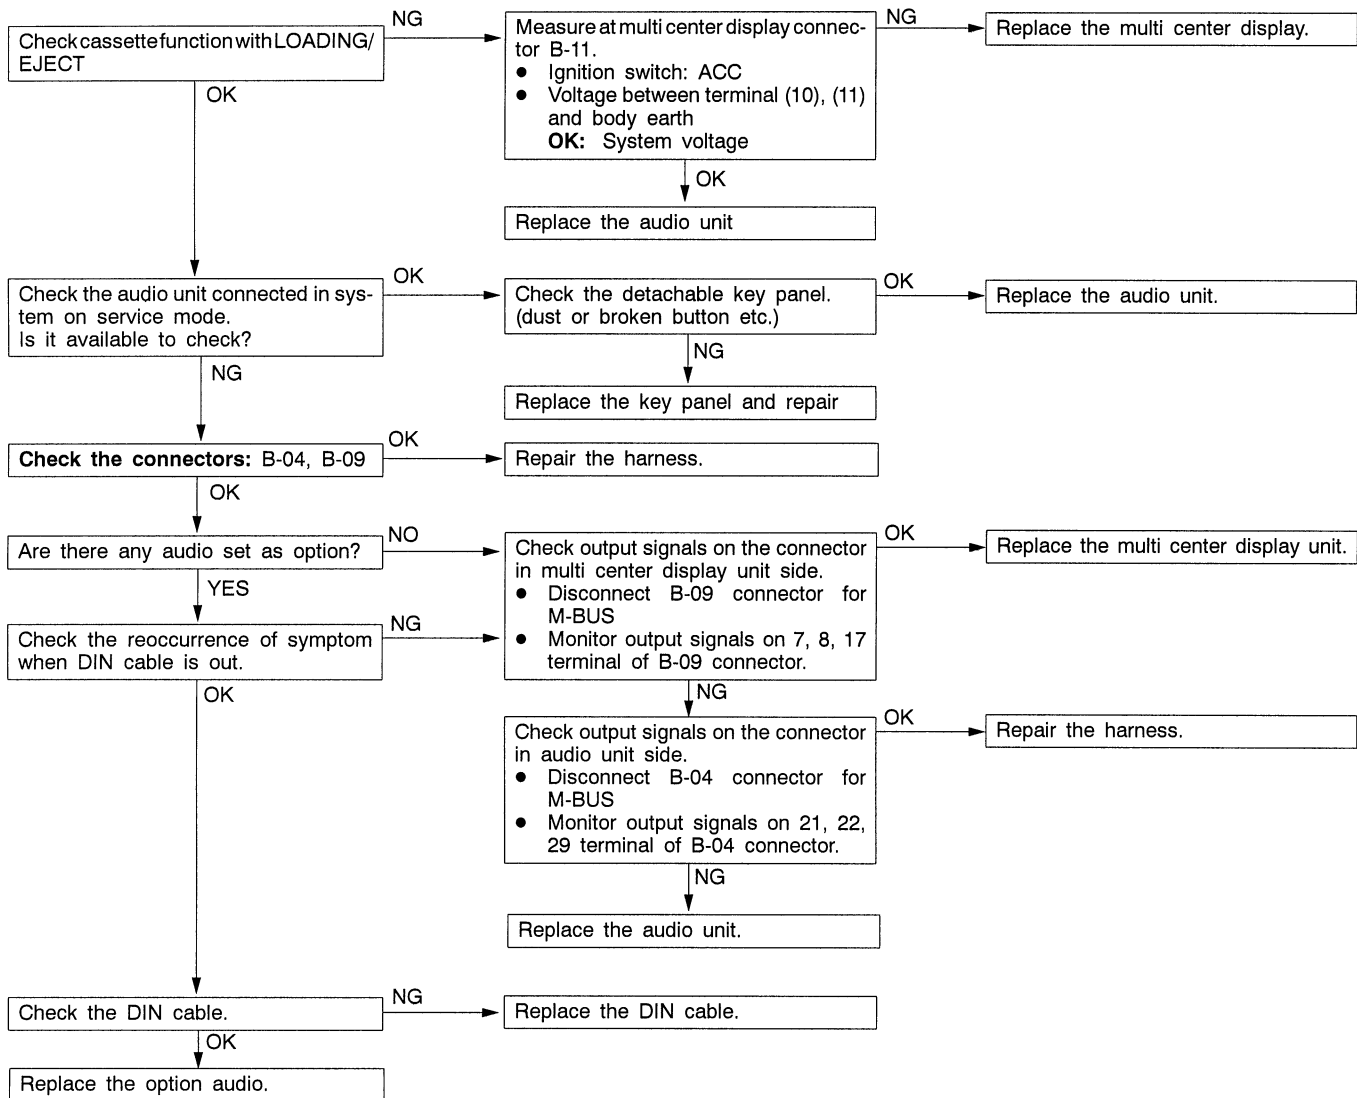 Check cassette function with LOADING/
EJECT
NG
OK
Measure at multi center display connec-
tor B-11.
● Ignition switch: ACC
● Voltage between terminal (10), (11)
and body earth
OK: System voltage
NG
Replace the multi center display.
OK
Replace the audio unit
Check the audio unit connected in sys-
tem on service mode.
Is it available to check?
OK
NG
Check the detachable key panel.
(dust or broken button etc.)
OK
Replace the audio unit.
NG
Replace the key panel and repair
Check the connectors: B-04, B-09
OK
Repair the harness.
OK
Are there any audio set as option?
NO
YES
Check output signals on the connector
in multi center display unit side.
● Disconnect B-09 connector for
M-BUS
● Monitor output signals on 7, 8, 17
terminal of B-09 connector.
OK
Replace the multi center display unit.
Check the reoccurrence of symptom
when DIN cable is out.
NG
OK
NG
Check output signals on the connector
in audio unit side.
● Disconnect B-04 connector for
M-BUS
● Monitor output signals on 21, 22,
29 terminal of B-04 connector.
OK
Repair the harness.
NG
Replace the audio unit.
Check the DIN cable.
NG
Replace the DIN cable.
OK
Replace the option audio.